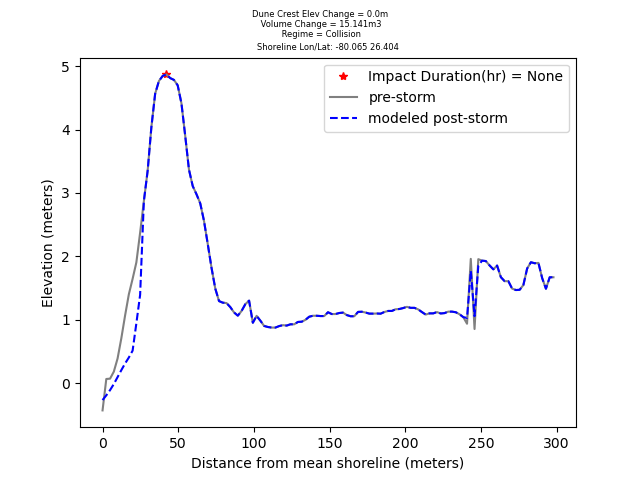 Dune Crest Elev Change = 0.0m
Volume Change = 15.141m3
Regime = Collision
Shoreline Lon/Lat: -80.065 26.404
Impact Duration(hr) = None
pre-storm
modeled post-storm
Elevation (meters)
5
4
3
2
1
0
0 50 100 150 200 250 300
Distance from mean shoreline (meters)